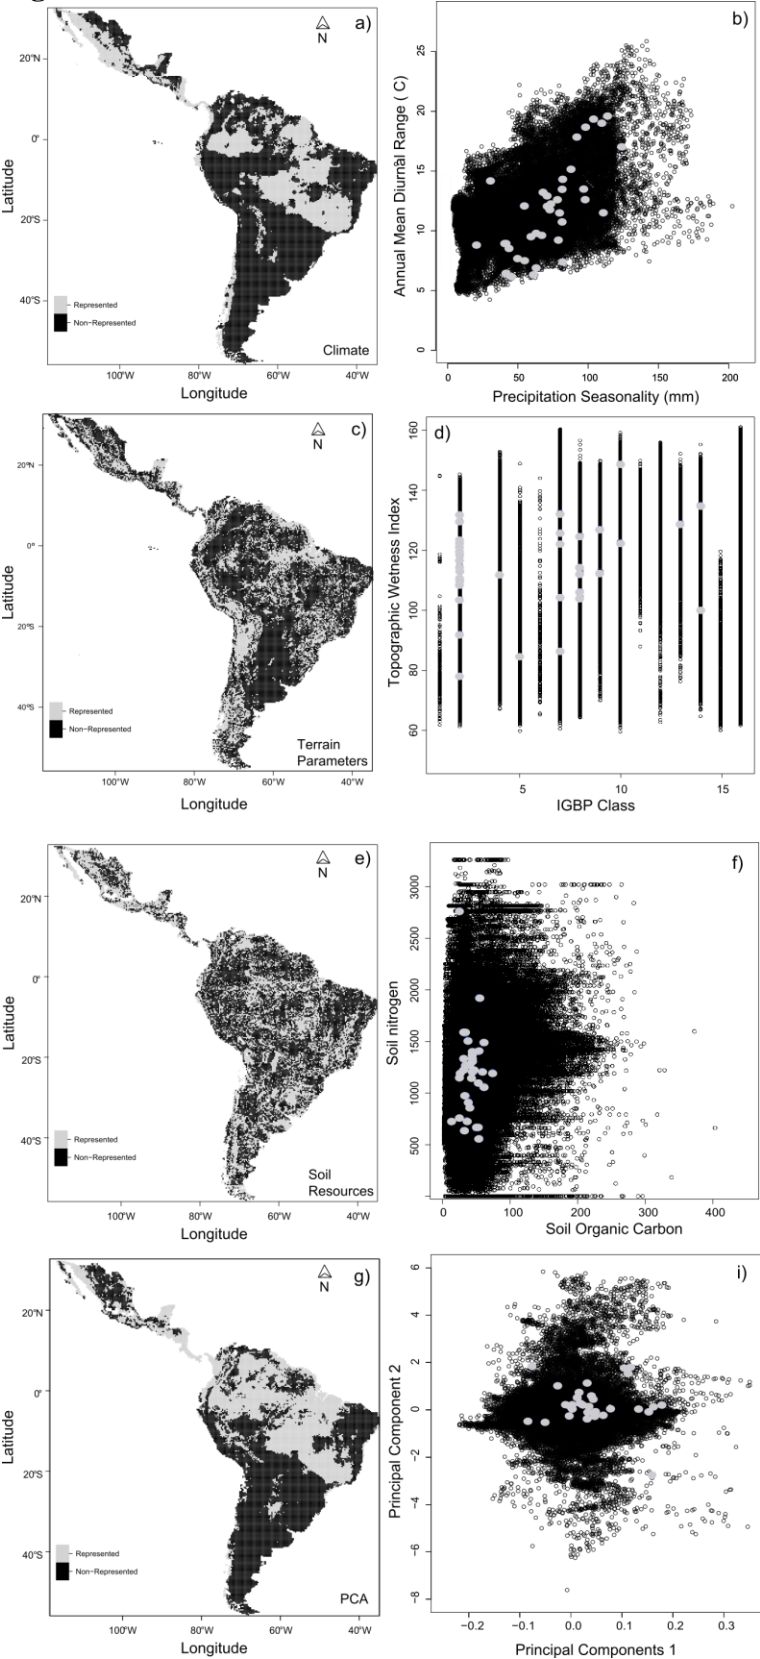 a)
N
20°N
0°
20°S
40°S
Latitude
Represented
Non-Represented
Climate
100°W 80°W 60°W 40°W
Longitude
b)
25
20
15
10
5
0
Annual Mean Diurnal Range ( C)
0 50 100 150 200
Precipitation Seasonality (mm)
c)
N
20°N
0°
20°S
40°S
Latitude
Represented
Non-Represented
Terrain
Parameters
100°W 80°W 60°W 40°W
Longitude
d)
160
140
120
100
80
60
Topographic Wetness Index
5 10 15
IGBP Class
e)
N
20°N
0°
20°S
40°S
Latitude
Represented
Non-Represented
Soil
Resources
100°W 80°W 60°W 40°W
Longitude
f)
3000
2500
2000
1500
1000
500
Soil nitrogen
0 100 200 300 400
Soil Organic Carbon
g)
N
20°N
0°
20°S
40°S
Latitude
Represented
Non-Represented
PCA
100°W 80°W 60°W 40°W
Longitude
i)
6
4
2
0
−2
−4
−6
−8
Principal Component 2
−0.2 −0.1 0.0 0.1 0.2 0.3
Principal Components 1